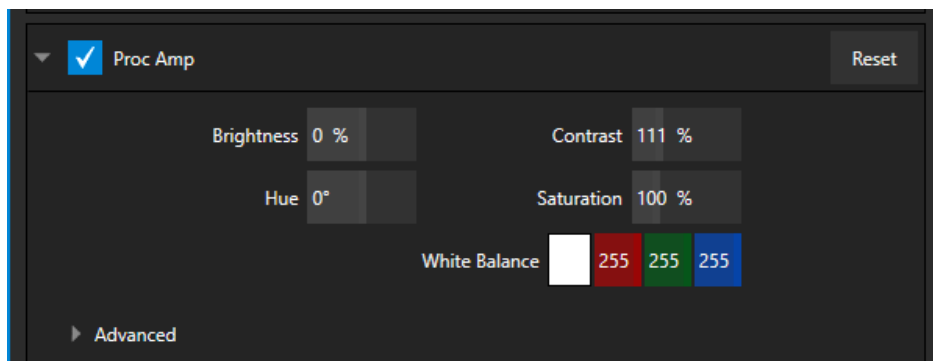 Proc Amp Reset
Brightness 0 % Contrast 111 %
Hue 0° Saturation 100 %
White Balance 255 255 255
Advanced